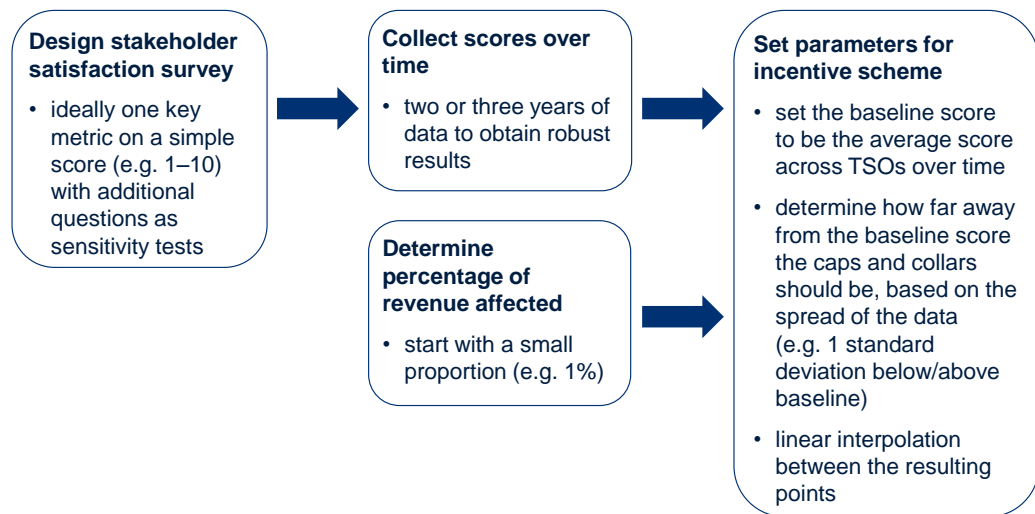 Design stakeholder
satisfaction survey
• ideally one key
metric on a simple
score (e.g. 1–10)
with additional
questions as
sensitivity tests
Collect scores over
time
• two or three years of
data to obtain robust
results
Determine
percentage of
revenue affected
• start with a small
proportion (e.g. 1%)
Set parameters for
incentive scheme
• set the baseline score
to be the average score
across TSOs over time
• determine how far away
from the baseline score
the caps and collars
should be, based on the
spread of the data
(e.g. 1 standard
deviation below/above
baseline)
• linear interpolation
between the resulting
points